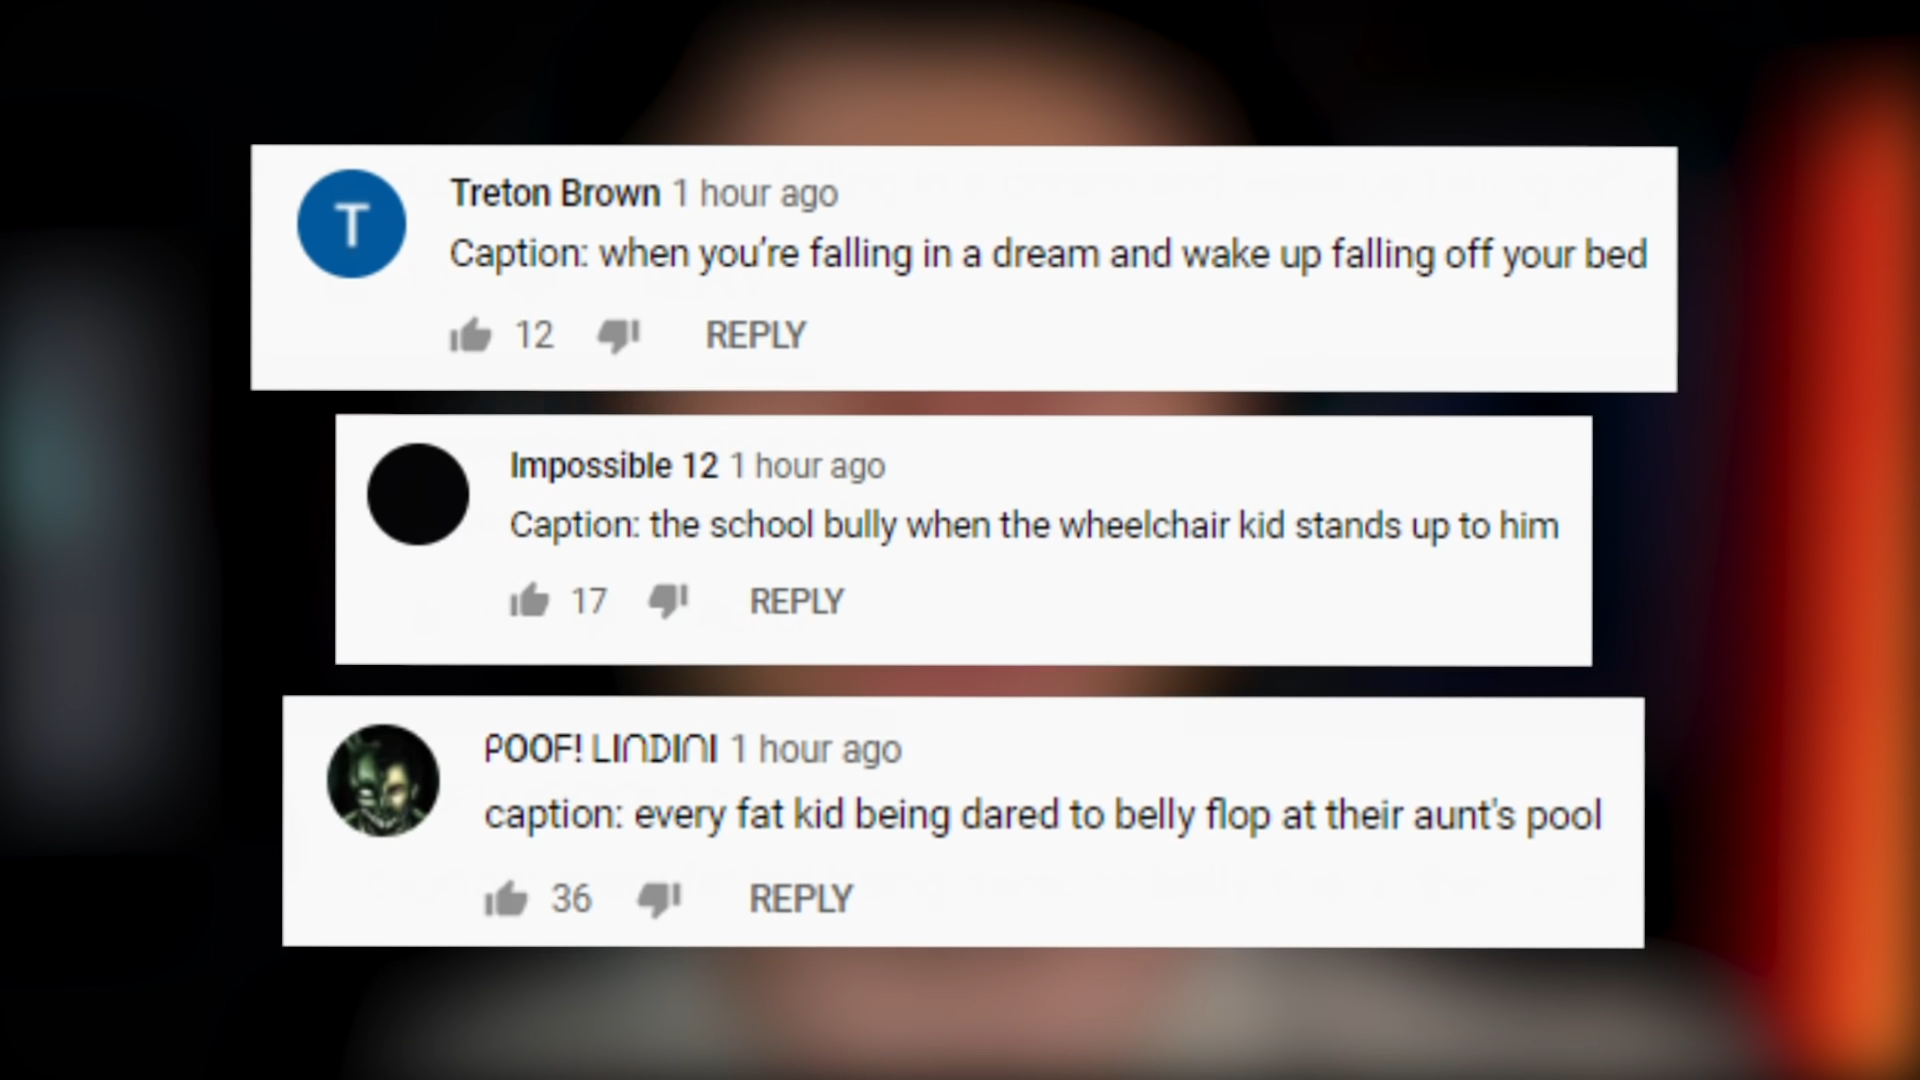 T
Treton Brown 1 hour ago
Caption: when you're falling in a dream and wake up falling off your bed
12 REPLY
Impossible 12 1 hour ago
Caption: the school bully when the wheelchair kid stands up to him
17 REPLY
ᑭOOF! LIᑎDIᑎI 1 hour ago
caption: every fat kid being dared to belly flop at their aunt's pool
36 REPLY